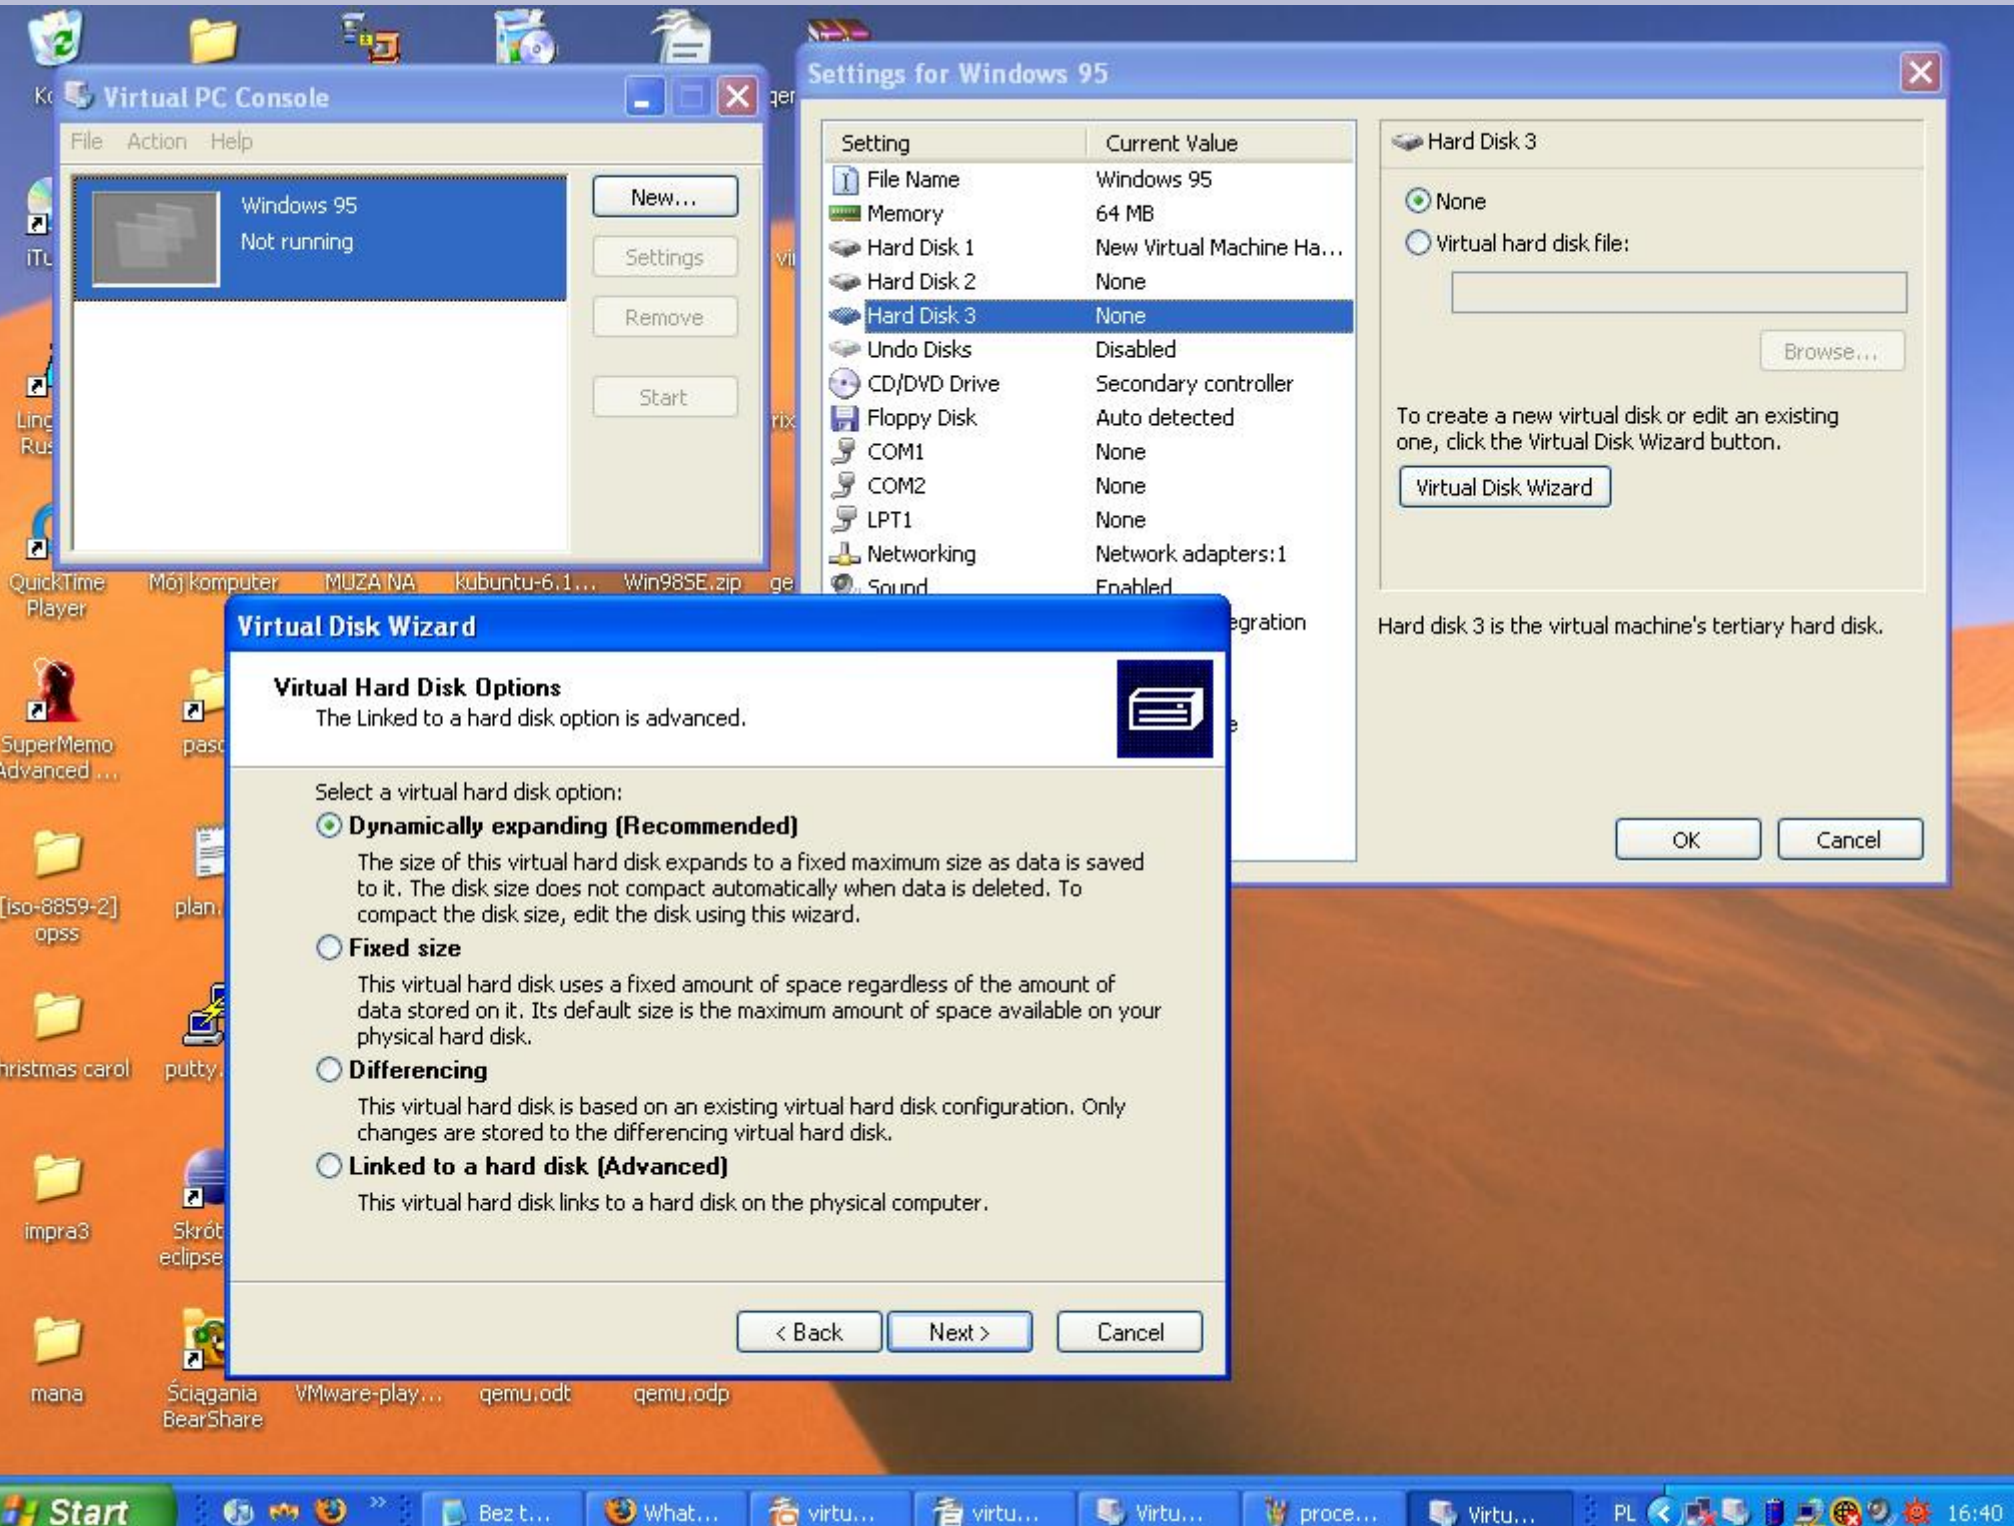 Ko
iTu
Ling
Rus
QuickTime
Player
SuperMemo
Advanced ...
[iso-8859-2]
opss
hristmas carol
impra3
mana
Mój komputer
MUZA NA
kubuntu-6.1...
Win98SE.zip
ge
ger
vir
rix
pasc
plan.
putty.
Skrót
eclipse
Ściągania
BearShare
VMware-play...
qemu.odt
qemu.odp
Virtual PC Console
File Action Help
Windows 95
Not running
New...
Settings
Remove
Start
Settings for Windows 95
Setting Current Value
File Name Windows 95
Memory 64 MB
Hard Disk 1 New Virtual Machine Ha...
Hard Disk 2 None
Hard Disk 3 None
Undo Disks Disabled
CD/DVD Drive Secondary controller
Floppy Disk Auto detected
COM1 None
COM2 None
LPT1 None
Networking Network adapters:1
Sound Enabled
egration
e
Hard Disk 3
None
Virtual hard disk file:
Browse...
To create a new virtual disk or edit an existing
one, click the Virtual Disk Wizard button.
Virtual Disk Wizard
Hard disk 3 is the virtual machine's tertiary hard disk.
OK Cancel
Virtual Disk Wizard
Virtual Hard Disk Options
The Linked to a hard disk option is advanced.
Select a virtual hard disk option:
Dynamically expanding (Recommended)
The size of this virtual hard disk expands to a fixed maximum size as data is saved
to it. The disk size does not compact automatically when data is deleted. To
compact the disk size, edit the disk using this wizard.
Fixed size
This virtual hard disk uses a fixed amount of space regardless of the amount of
data stored on it. Its default size is the maximum amount of space available on your
physical hard disk.
Differencing
This virtual hard disk is based on an existing virtual hard disk configuration. Only
changes are stored to the differencing virtual hard disk.
Linked to a hard disk (Advanced)
This virtual hard disk links to a hard disk on the physical computer.
< Back Next > Cancel
Start » Bez t... What... virtu... virtu... Virtu... proce... Virtu... PL 16:40